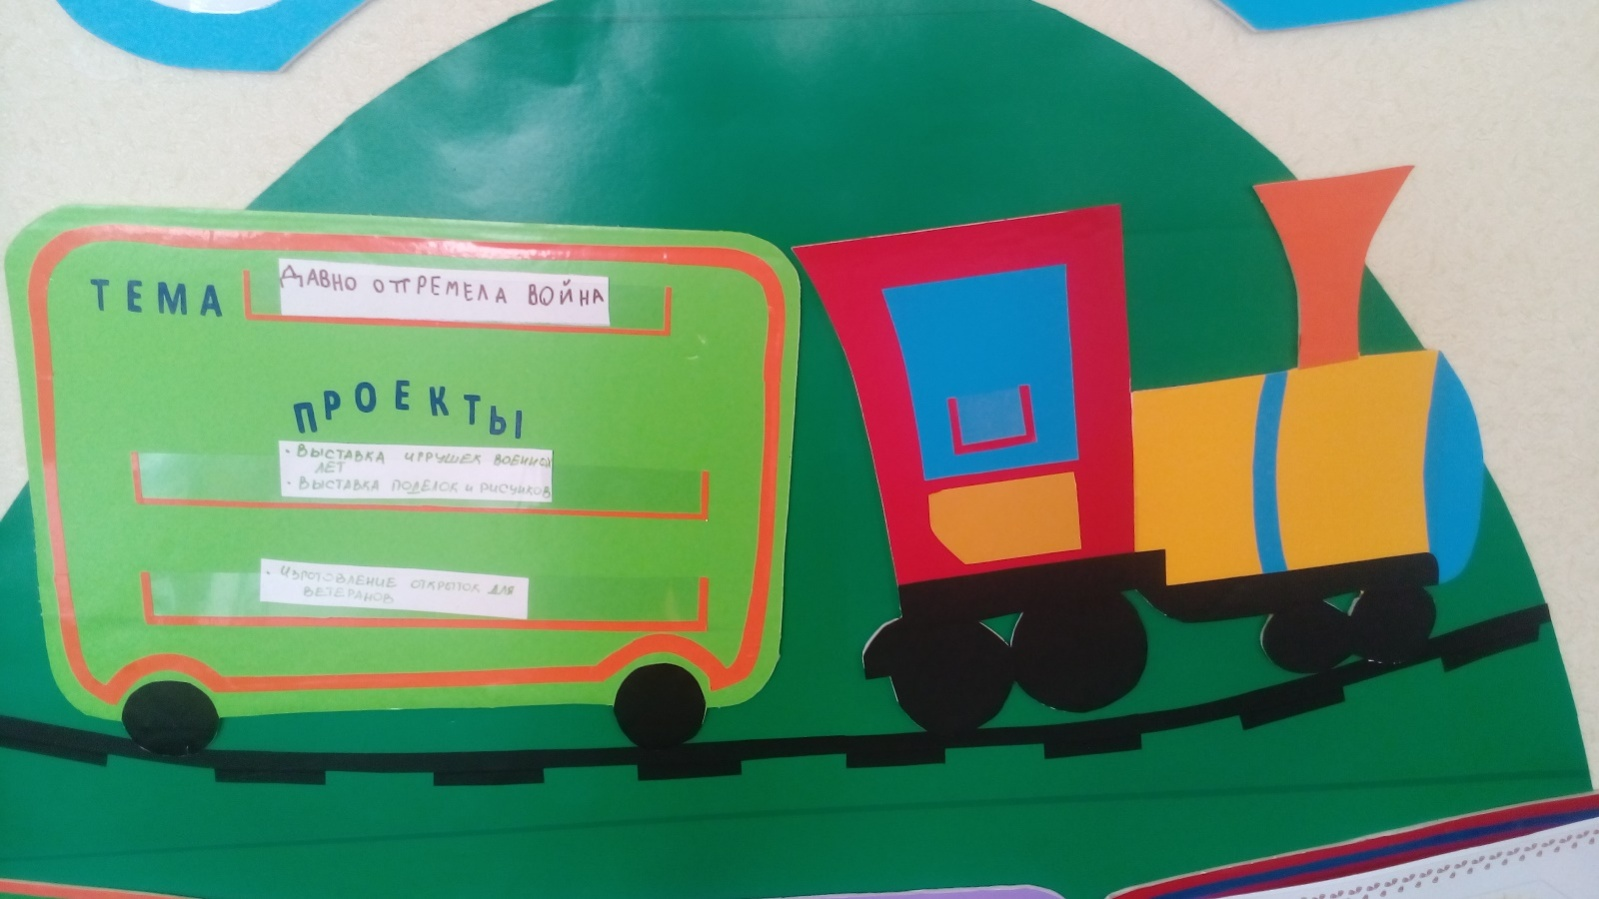 ТЕМА ДАВНО ОТГРЕМЕЛА ВОЙНА
ПРОЕКТЫ
• ВЫСТАВКА ИГРУШЕК ВОЕННЫХ
ЛЕТ
• ВЫСТАВКА ПОДЕЛОК И РИСУНКОВ
• ИЗГОТОВЛЕНИЕ ОТКРЫТОК ДЛЯ
ВЕТЕРАНОВ